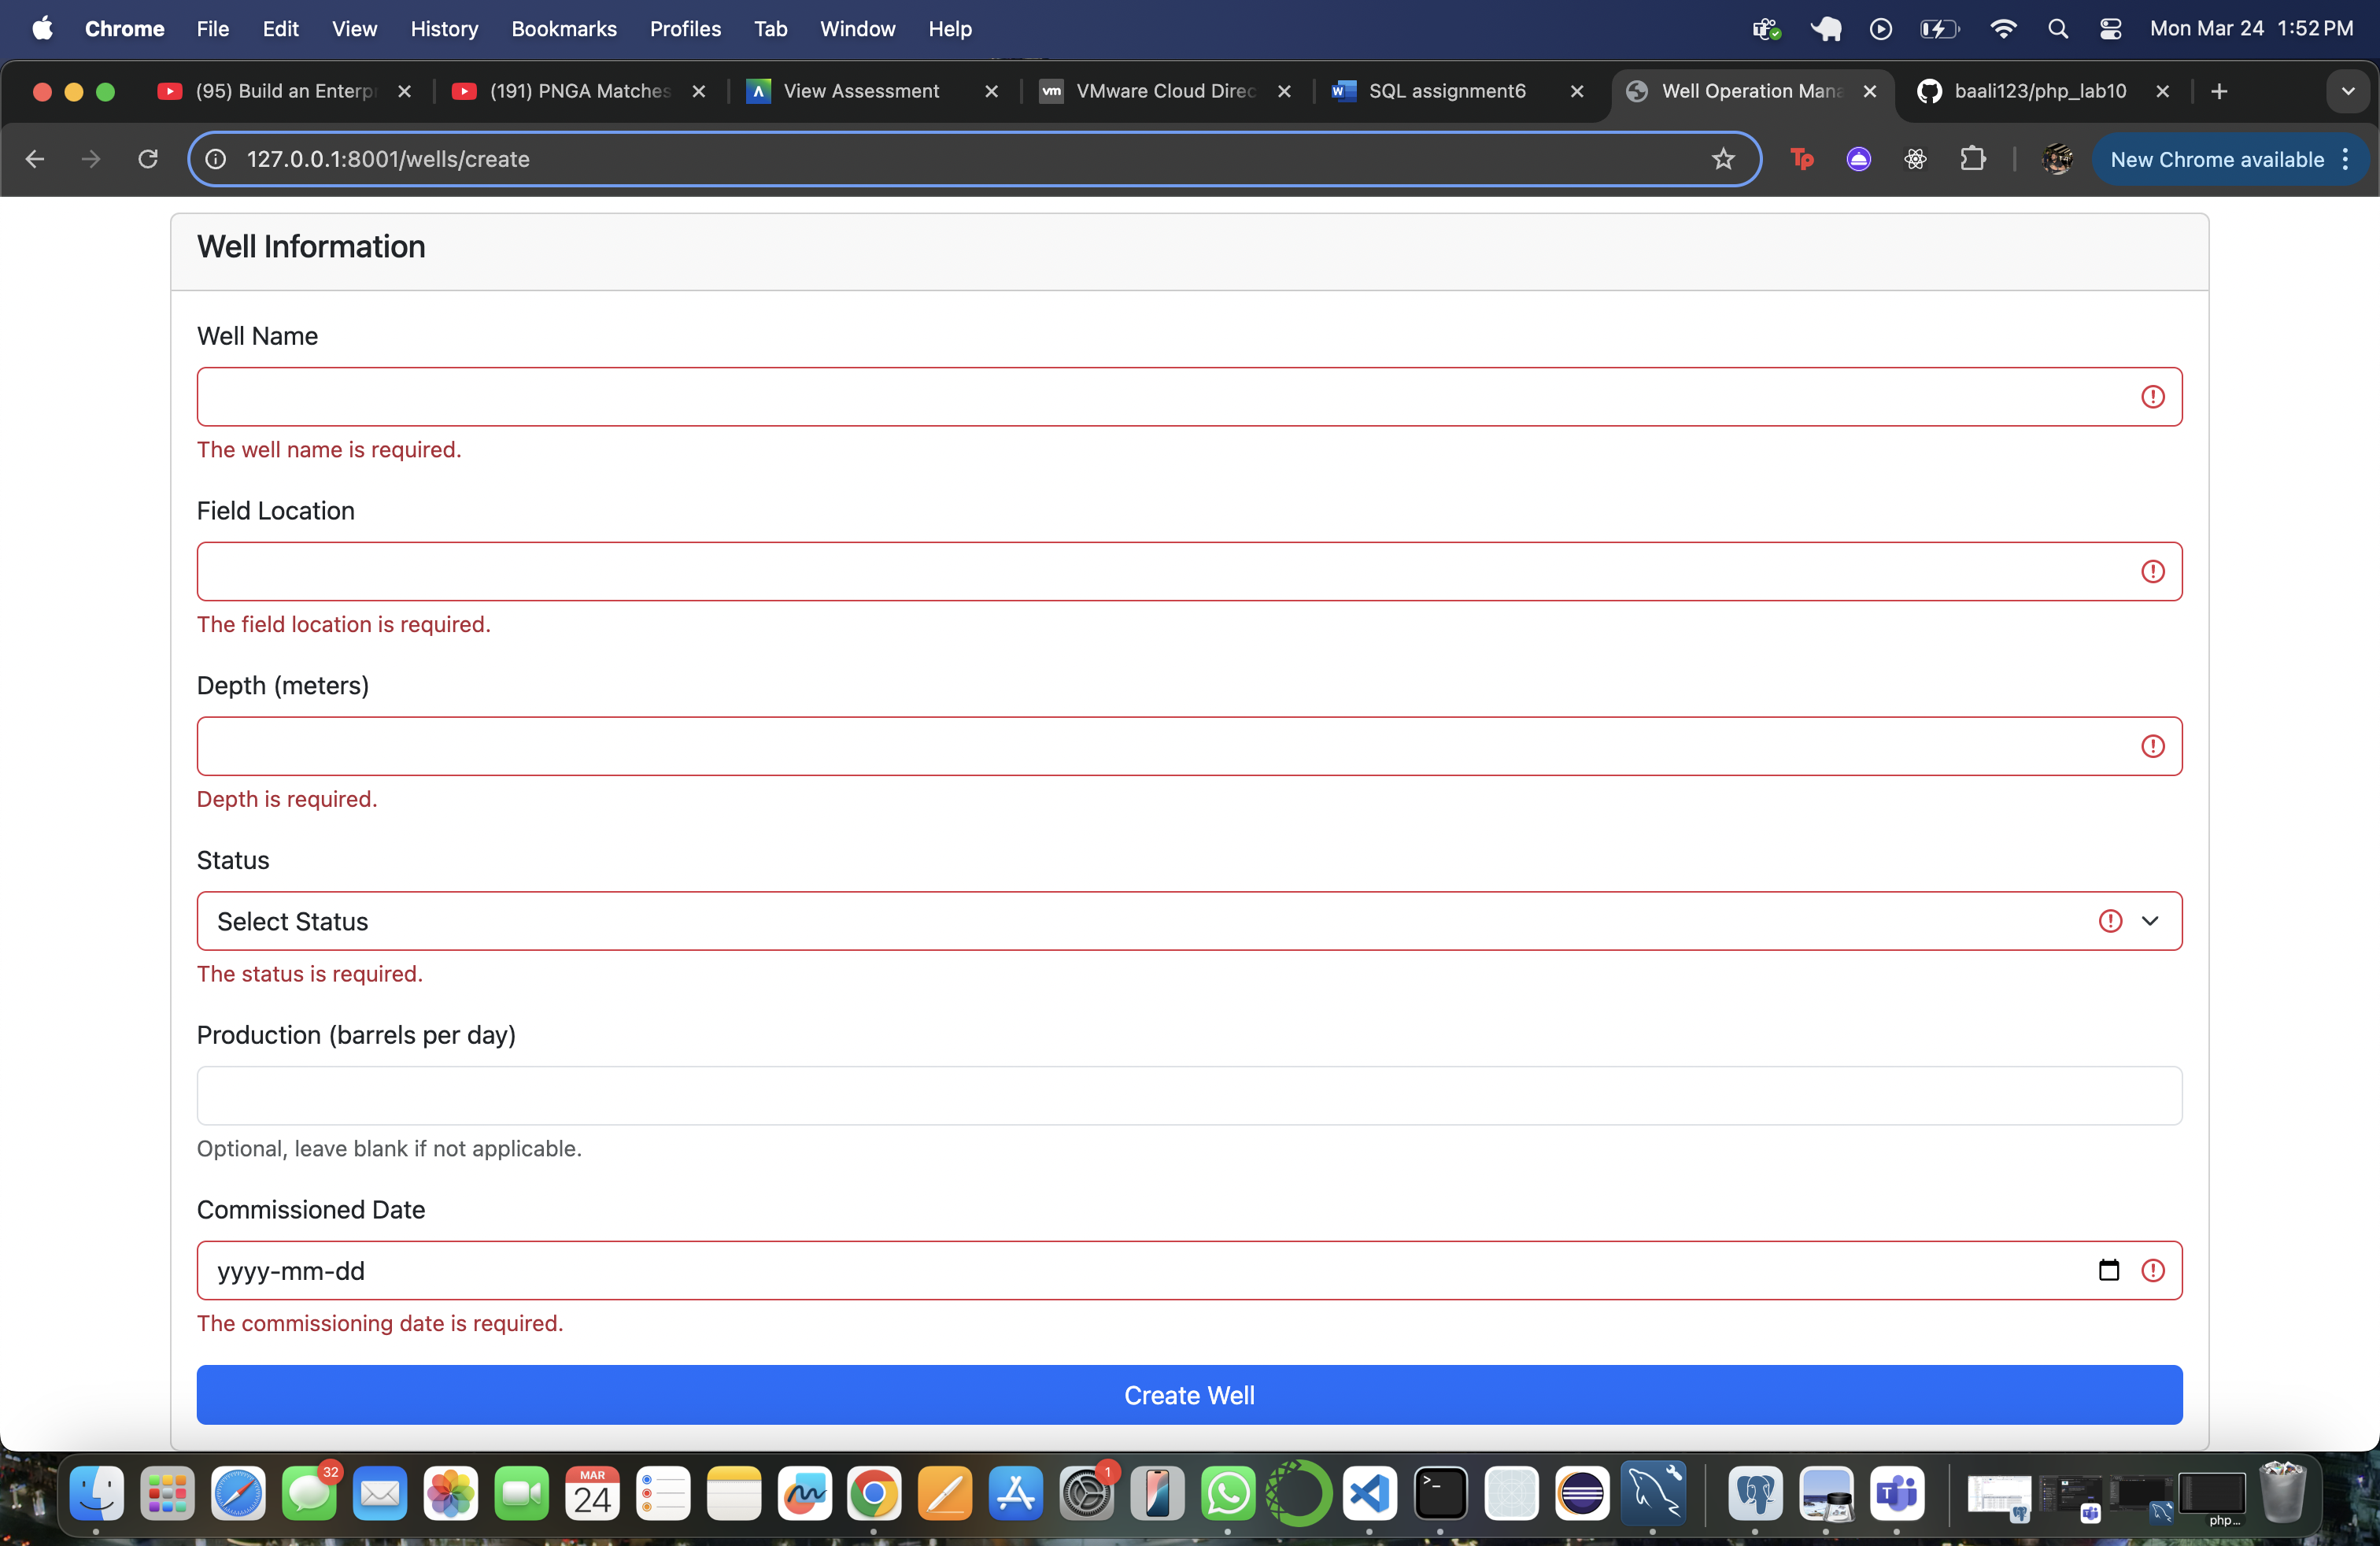 Chrome File Edit View History Bookmarks Profiles Tab Window Help Mon Mar 24 1:52 PM
(95) Build an Enterp (191) PNGA Matches View Assessment vm VMware Cloud Direc SQL assignment6 Well Operation Mana baali123/php_lab10
127.0.0.1:8001/wells/create Tp New Chrome available
Well Information
Well Name
The well name is required.
Field Location
The field location is required.
Depth (meters)
Depth is required.
Status
Select Status
The status is required.
Production (barrels per day)
Optional, leave blank if not applicable.
Commissioned Date
yyyy-mm-dd
The commissioning date is required.
Create Well
32 MAR 1
24
php...